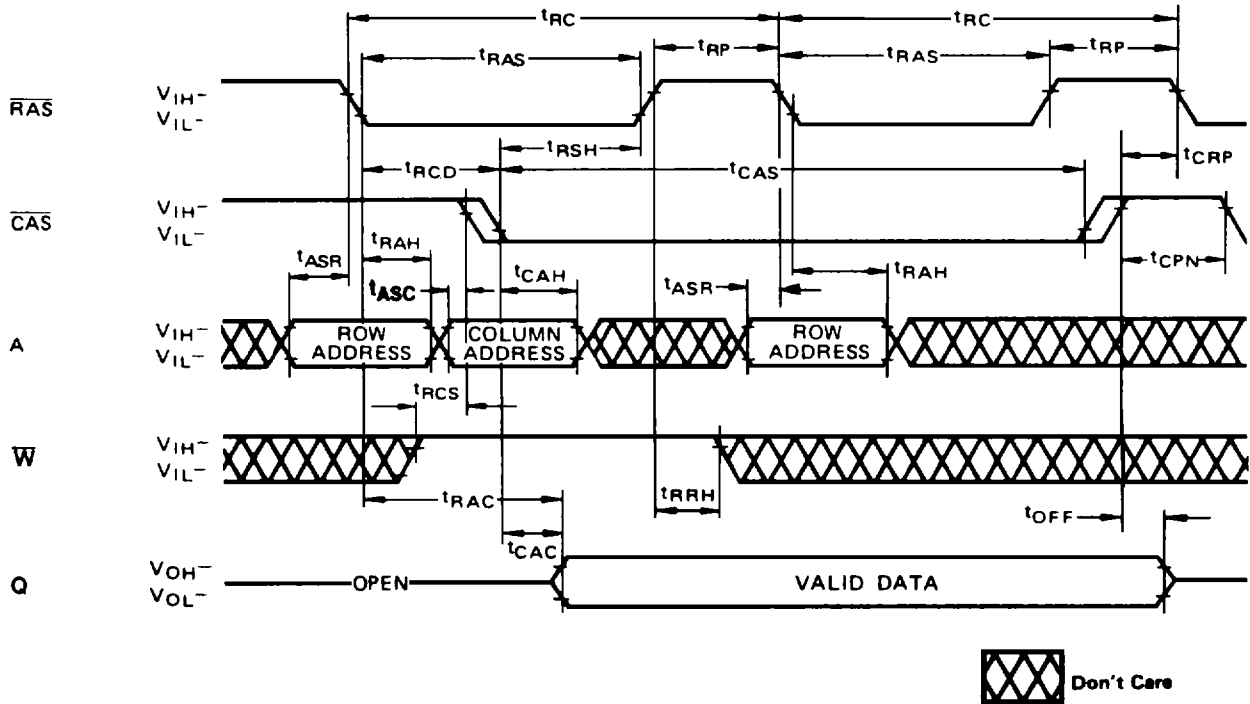 tRC tRC
tRAS tRP tRAS tRP
RAS VIH-
VIL-
tRSH
tRCD tCAS tCRP
CAS VIH-
VIL-
tASR tRAH tASC tCAH tASR tRAH tCPN
A VIH-
VIL-
ROW ADDRESS
COLUMN ADDRESS
ROW ADDRESS
tRCS
W VIH-
VIL-
tRAC tRRH tOFF
tCAC
Q VOH-
VOL-
OPEN VALID DATA
Don't Care